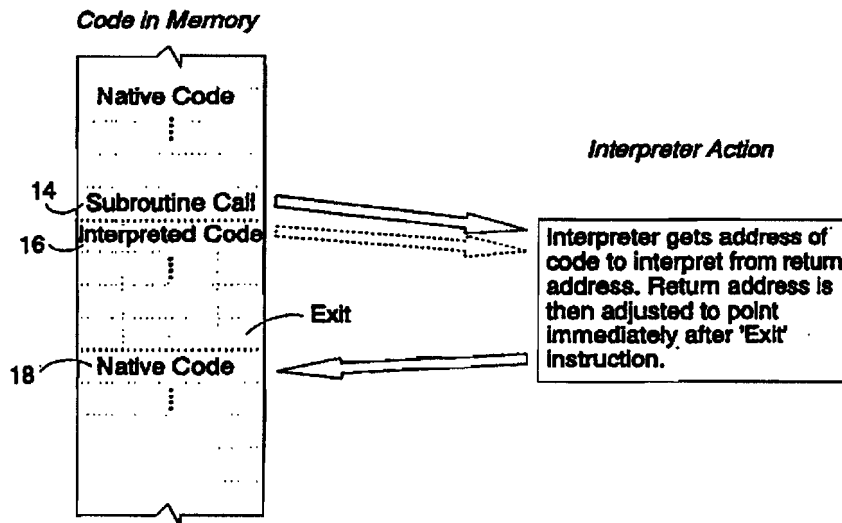 Code in Memory
Native Code
14
Subroutine Call
16
Interpreted Code
Exit
18
Native Code
Interpreter Action
Interpreter gets address of
code to interpret from return
address. Return address is
then adjusted to point
immediately after 'Exit'
instruction.